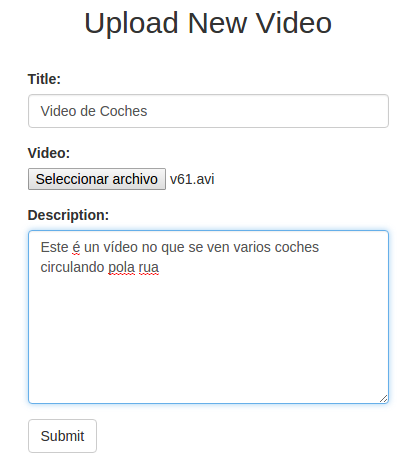 Upload New Video
Title:
Video de Coches
Video:
Seleccionar archivo v61.avi
Description:
Este é un vídeo no que se ven varios coches
circulando pola rua
Submit